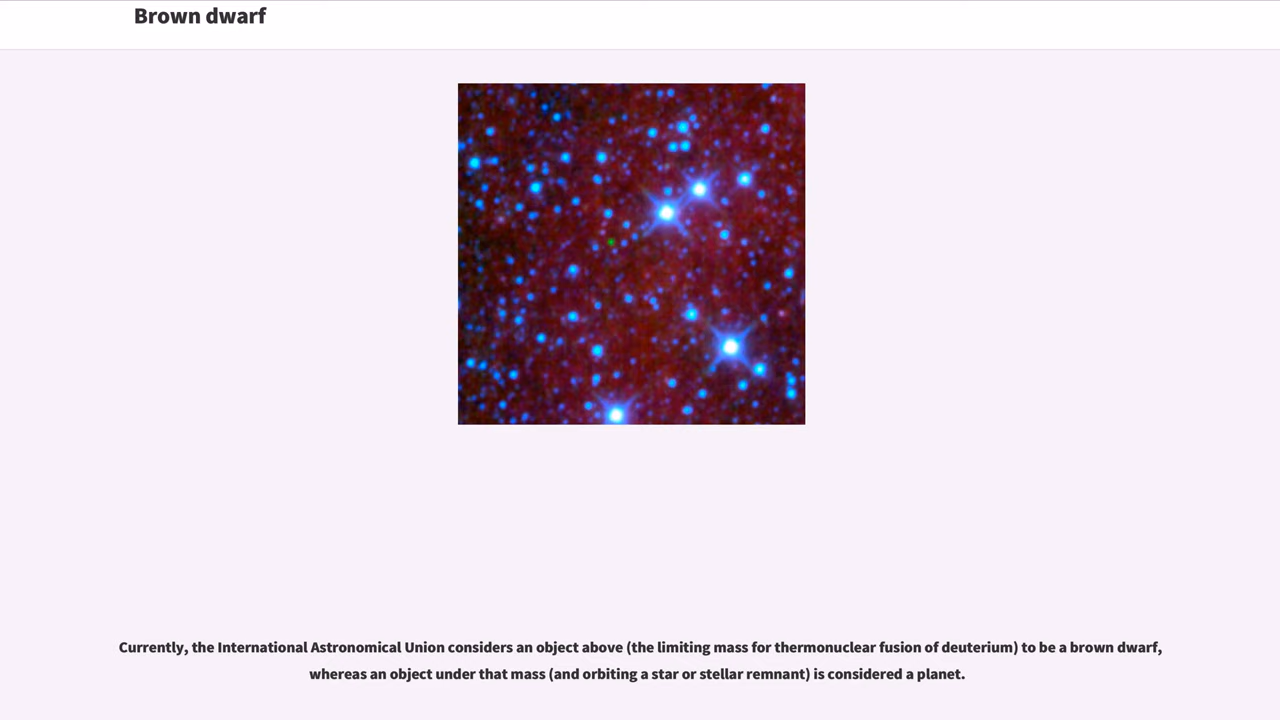 Brown dwarf
Currently, the International Astronomical Union considers an object above (the limiting mass for thermonuclear fusion of deuterium) to be a brown dwarf,
whereas an object under that mass (and orbiting a star or stellar remnant) is considered a planet.